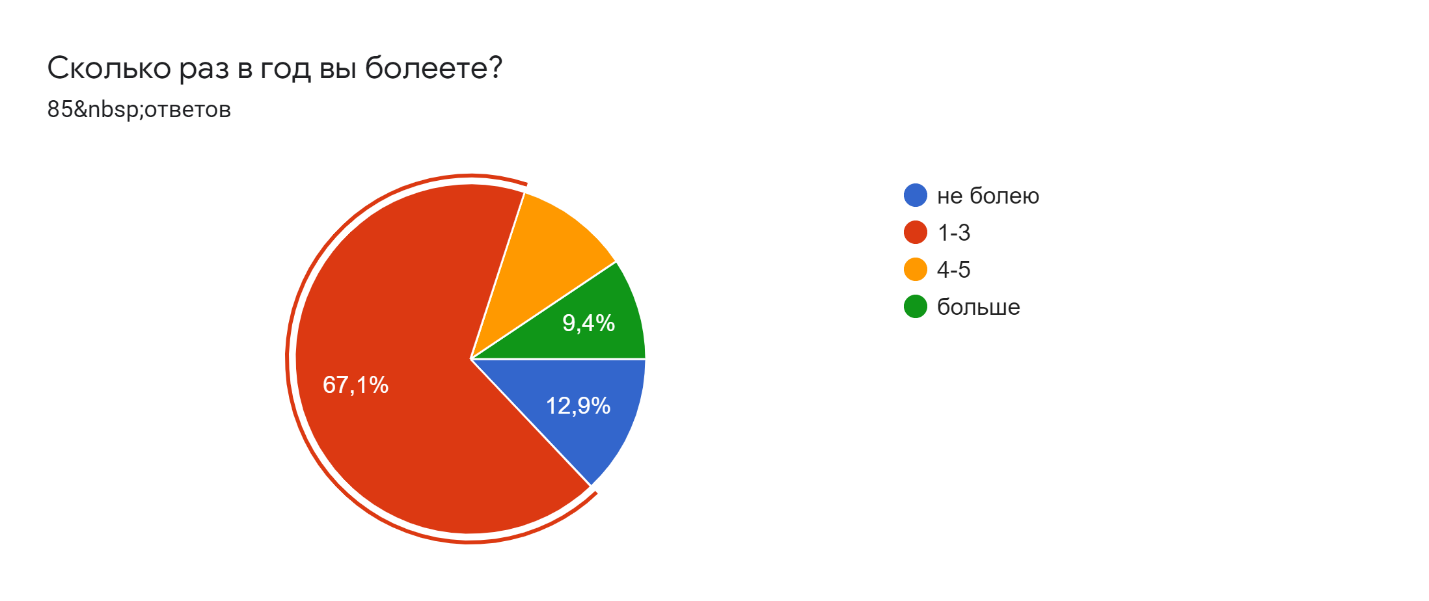 Сколько раз в год вы болеете?
85&nbsp;ответов
не болею
1-3
4-5
больше
9,4%
67,1%
12,9%